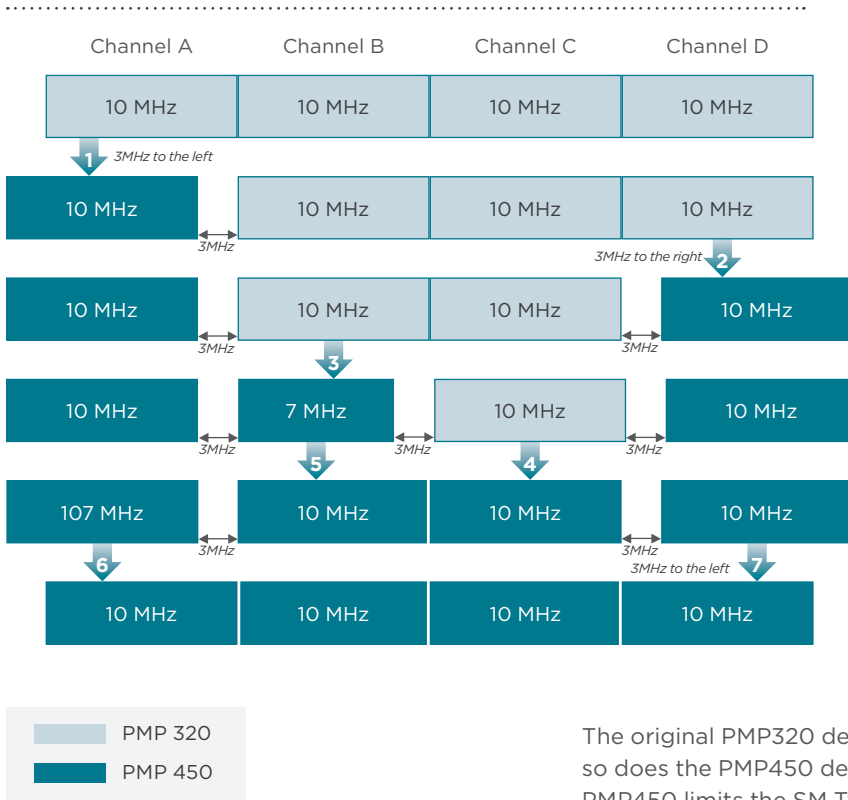 Channel A Channel B Channel C Channel D
10 MHz 10 MHz 10 MHz 10 MHz
1 3MHz to the left
10 MHz 10 MHz 10 MHz 10 MHz
3MHz
3MHz to the right 2
10 MHz 10 MHz 10 MHz 10 MHz
3MHz 3MHz
3
10 MHz 7 MHz 10 MHz 10 MHz
3MHz 3MHz 3MHz
5 4
107 MHz 10 MHz 10 MHz 10 MHz
3MHz 3MHz
6 3MHz to the left 7
10 MHz 10 MHz 10 MHz 10 MHz
PMP 320
PMP 450
The original PMP320 de
so does the PMP450 de
PMP450 limits the SM T